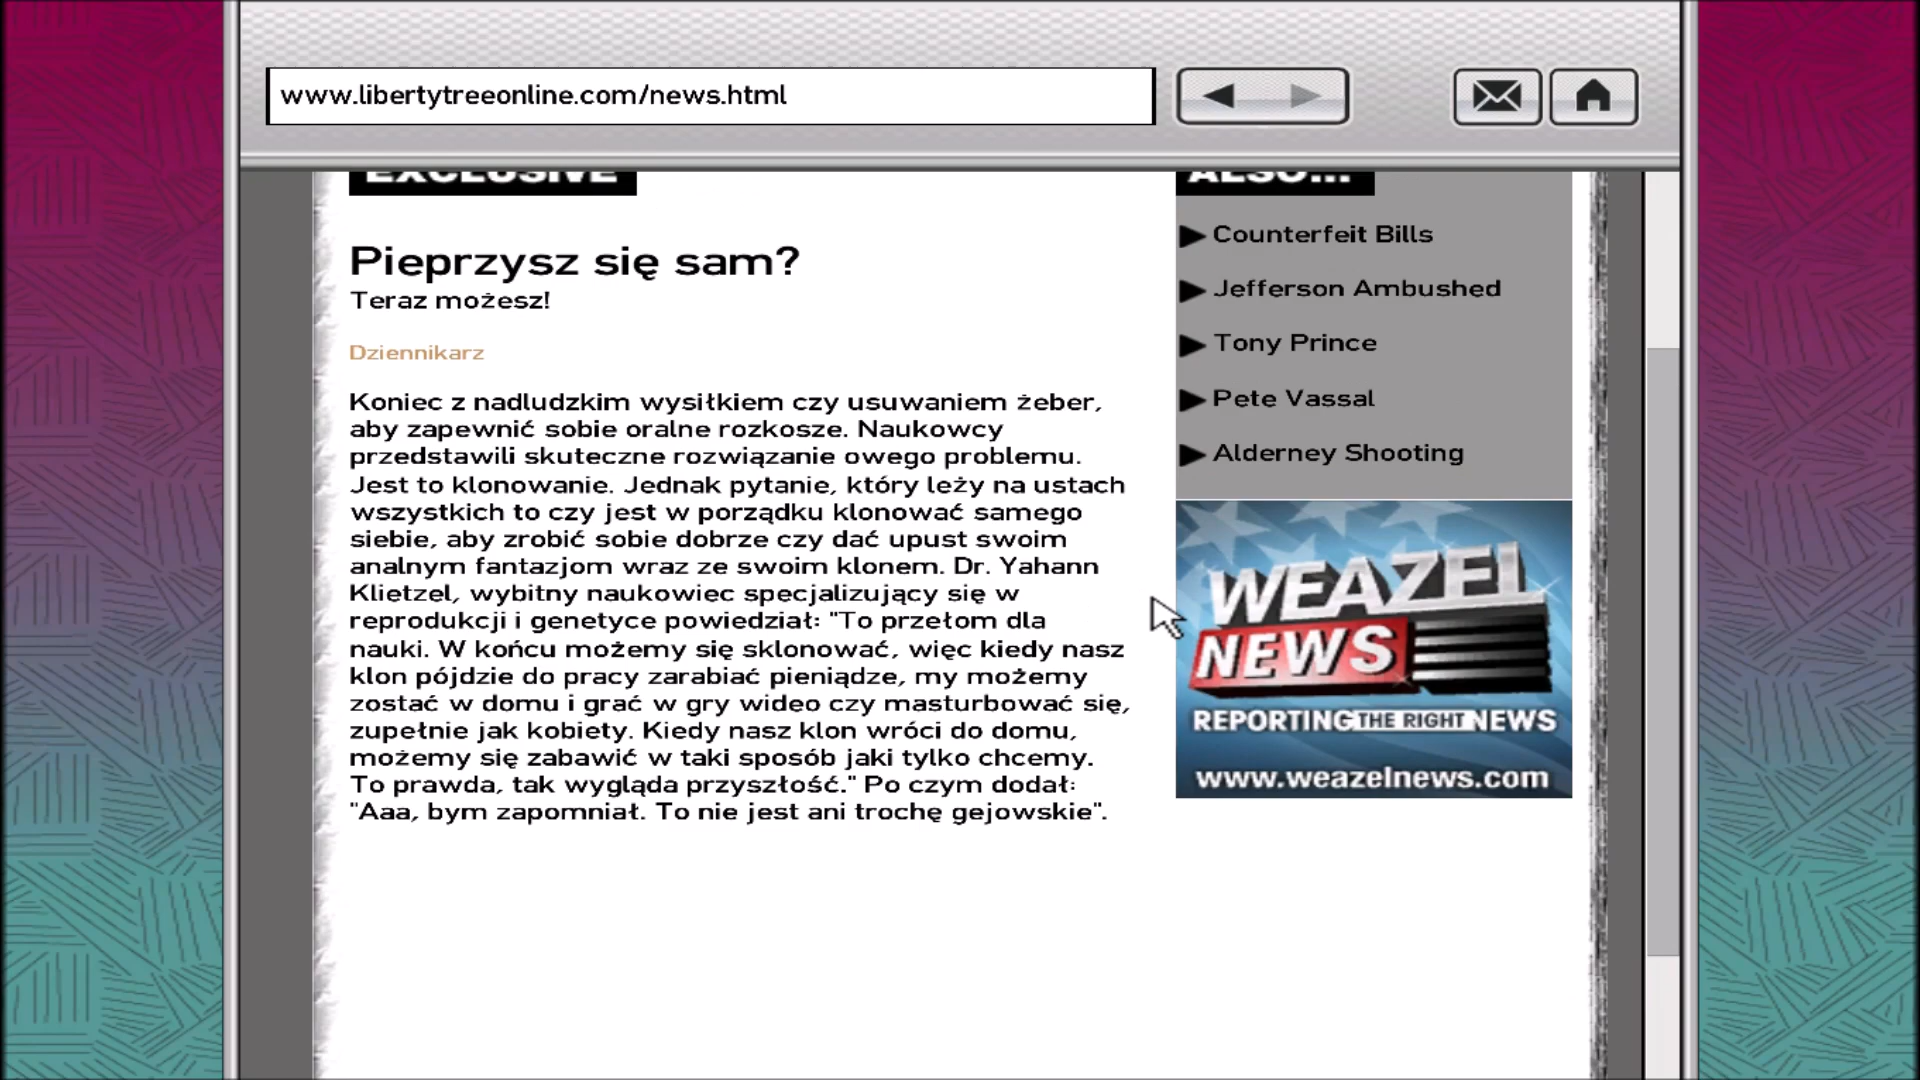 www.libertytreeonline.com/news.html
EXCLUSIVE
Pieprzysz się sam?
Teraz możesz!
Dziennikarz
Koniec z nadludzkim wysiłkiem czy usuwaniem żeber,
aby zapewnić sobie oralne rozkosze. Naukowcy
przedstawili skuteczne rozwiązanie owego problemu.
Jest to klonowanie. Jednak pytanie, który leży na ustach
wszystkich to czy jest w porządku klonować samego
siebie, aby zrobić sobie dobrze czy dać upust swoim
analnym fantazjom wraz ze swoim klonem. Dr. Yahann
Klietzel, wybitny naukowiec specjalizujący się w
reprodukcji i genetyce powiedział: "To przełom dla
nauki. W końcu możemy się sklonować, więc kiedy nasz
klon pójdzie do pracy zarabiać pieniądze, my możemy
zostać w domu i grać w gry wideo czy masturbować się,
zupełnie jak kobiety. Kiedy nasz klon wróci do domu,
możemy się zabawić w taki sposób jaki tylko chcemy.
To prawda, tak wygląda przyszłość." Po czym dodał:
"Aaa, bym zapomniał. To nie jest ani trochę gejowskie".
ALSO...
Counterfeit Bills
Jefferson Ambushed
Tony Prince
Pete Vassal
Alderney Shooting
WEAZEL
NEWS
REPORTING THE RIGHT NEWS
www.weazelnews.com